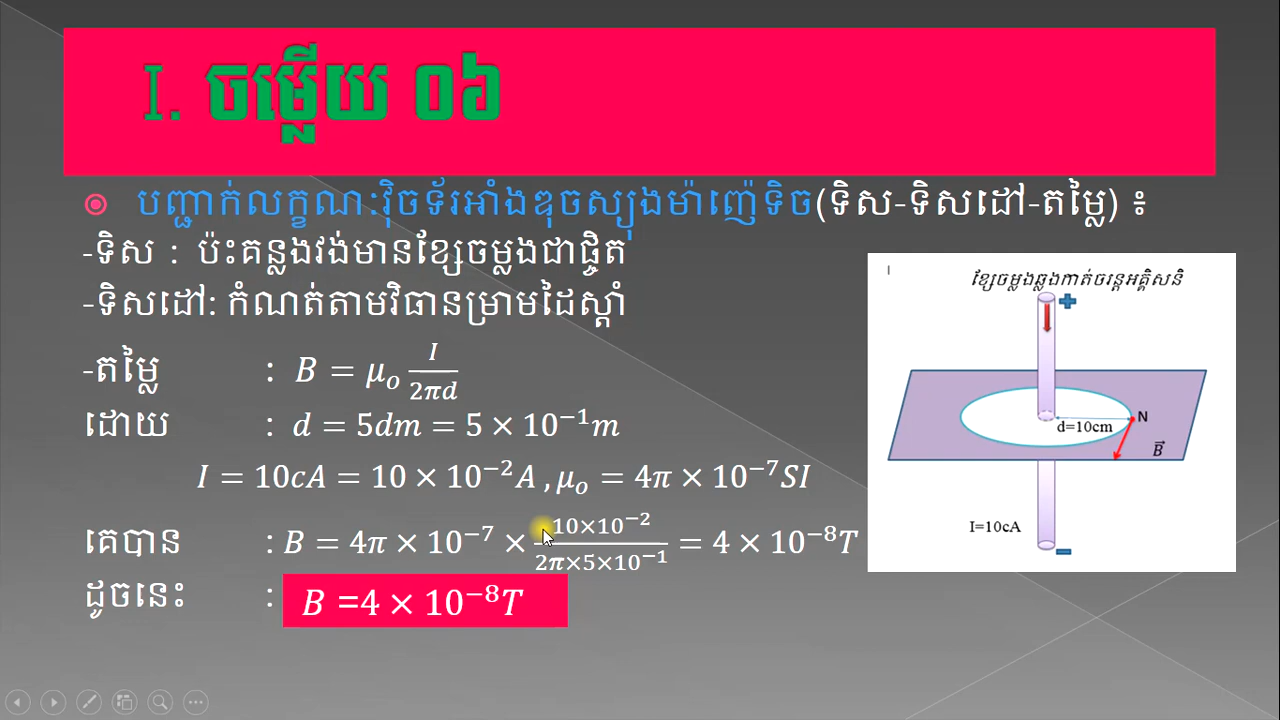 I. ចម្លើយ ០៦
បញ្ជាក់លក្ខណៈវ៉ិចទ័រអាំងឌុចស្យុងម៉ាញ៉េទិច(ទិស-ទិសដៅ-តម្លៃ) ៖
-ទិស : ប៉ះគន្លងវង់មានខ្សែចម្លងជាផ្ចិត
-ទិសដៅ: កំណត់តាមវិធានម្រាមដៃស្តាំ
-តម្លៃ : B = μₒ I/2πd
ដោយ : d = 5dm = 5 × 10⁻¹m
I = 10cA = 10 × 10⁻²A , μₒ = 4π × 10⁻⁷SI
គេបាន : B = 4π × 10⁻⁷ × 10×10⁻²/2π×5×10⁻¹ = 4 × 10⁻⁸T
ដូចនេះ : B =4 × 10⁻⁸T
ខ្សែចម្លងឆ្លងកាត់ចរន្តអគ្គិសនី
N
d=10cm
B⃗
I=10cA